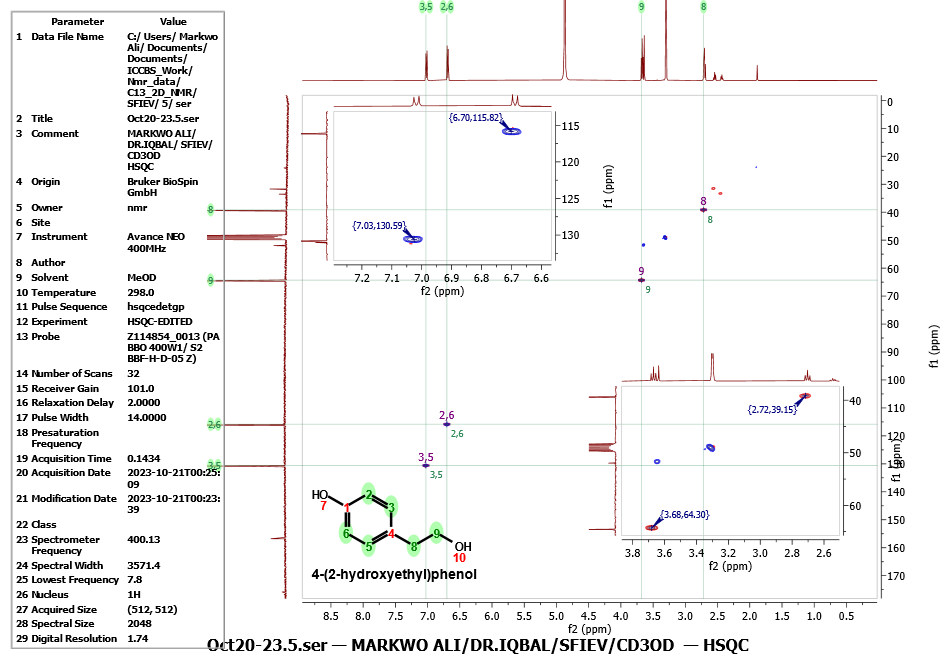 Parameter Value
1 Data File Name C:/ Users/ Markwo
Ali/ Documents/
Documents/
ICCBS_Work/
Nmr_data/
C13_2D_NMR/
SFIEV/ 5/ ser
2 Title Oct20-23.5.ser
3 Comment MARKWO ALI/
DR.IQBAL/ SFIEV/
CD3OD
HSQC
4 Origin Bruker BioSpin
GmbH
5 Owner nmr
6 Site
7 Instrument Avance NEO
400MHz
8 Author
9 Solvent MeOD
10 Temperature 298.0
11 Pulse Sequence hsqcedetgp
12 Experiment HSQC-EDITED
13 Probe Z114854_0013 (PA
BBO 400W1/ S2
BBF-H-D-05 Z)
14 Number of Scans 32
15 Receiver Gain 101.0
16 Relaxation Delay 2.0000
17 Pulse Width 14.0000
18 Presaturation
Frequency
19 Acquisition Time 0.1434
20 Acquisition Date 2023-10-21T00:25:
09
21 Modification Date 2023-10-21T00:23:
39
22 Class
23 Spectrometer 400.13
Frequency
24 Spectral Width 3571.4
25 Lowest Frequency 7.8
26 Nucleus 1H
27 Acquired Size (512, 512)
28 Spectral Size 2048
29 Digital Resolution 1.74
3,5 2,6 9 8
8
9
2,6
3,5
{6.70,115.82}
{7.03,130.59}
115
120
125
130
f1 (ppm)
7.2 7.1 7.0 6.9 6.8 6.7 6.6
f2 (ppm)
8
8
9
9
2,6
2,6
3,5
3,5
{2.72,39.15}
{3.68,64.30}
40
50
60
f1 (ppm)
3.8 3.6 3.4 3.2 3.0 2.8 2.6
f2 (ppm)
HO
7
1
2
3
4
5
6
8
9
OH
10
4-(2-hydroxyethyl)phenol
0
10
20
30
40
50
60
70
80
90
100
110
120
130
140
150
160
170
f1 (ppm)
8.5 8.0 7.5 7.0 6.5 6.0 5.5 5.0 4.5 4.0 3.5 3.0 2.5 2.0 1.5 1.0 0.5
f2 (ppm)
Oct20-23.5.ser — MARKWO ALI/DR.IQBAL/SFIEV/CD3OD — HSQC